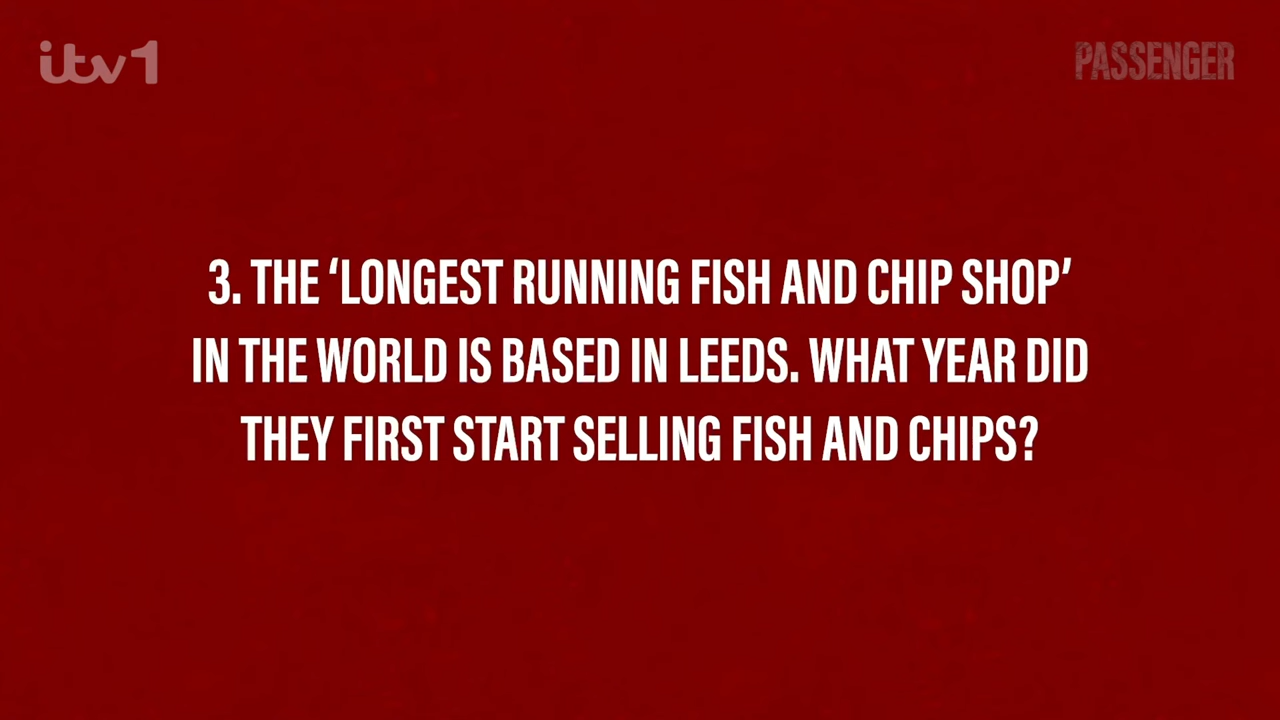 itv1
PASSENGER
3. THE ‘LONGEST RUNNING FISH AND CHIP SHOP’
IN THE WORLD IS BASED IN LEEDS. WHAT YEAR DID
THEY FIRST START SELLING FISH AND CHIPS?